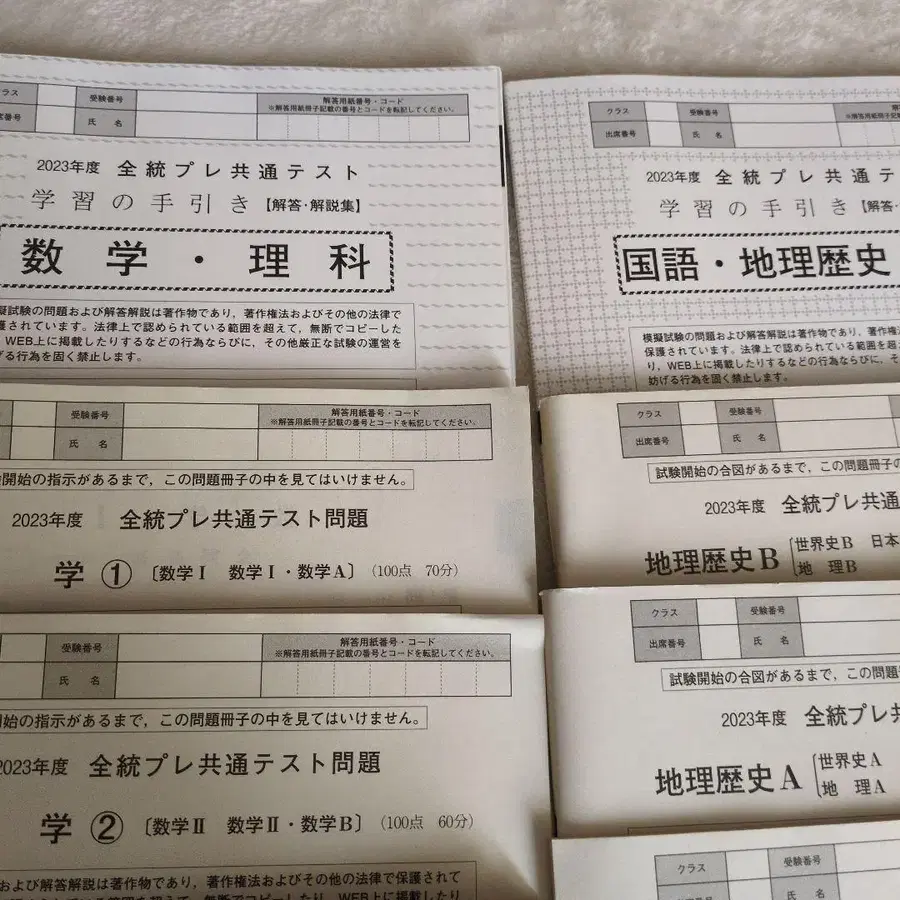 クラス 受験番号 解答用紙番号・コード
※解答用紙冊子記載の番号とコードを転記してください。
席番号 氏 名
2023年度 全統プレ共通テスト
学習の手引き【解答・解説集】
数学・理科
擬試験の問題および解答解説は著作物であり,著作権法およびその他の法律で
護されています。法律上で認められている範囲を超えて,無断でコピーした
WEB上に掲載したりするなどの行為ならびに,その他厳正な試験の運営を
げる行為を固く禁止します。
クラス 受験番号
出席番号 氏 名
2023年度 全統プレ共通テ
学習の手引き【解答・
国語・地理歴史
模擬試験の問題および解答解説は著作物であり,著作権
保護されています。法律上で認められている範囲を超
り,WEB上に掲載したりするなどの行為ならびに,そ
妨げる行為を固く禁止します。
受験番号 解答用紙番号・コード
※解答用紙冊子記載の番号とコードを転記してください。
氏 名
開始の指示があるまで,この問題冊子の中を見てはいけません。
2023年度 全統プレ共通テスト問題
学① 〔数学Ⅰ 数学Ⅰ・数学A〕(100点 70分)
クラス 受験番号
出席番号 氏 名
試験開始の合図があるまで,この問題冊子の
2023年度 全統プレ共通
地理歴史B 世界史B 日本
地 理B
受験番号 解答用紙番号・コード
※解答用紙冊子記載の番号とコードを転記してください。
氏 名
始の指示があるまで,この問題冊子の中を見てはいけません。
2023年度 全統プレ共通テスト問題
学② 〔数学Ⅱ 数学Ⅱ・数学B〕(100点 60分)
および解答解説は著作物であり,著作権法およびその他の法律で保護されて
クラス 受験番号
出席番号 氏 名
試験開始の合図があるまで,この問題
2023年度 全統プレ
地理歴史A 世界史A
地 理A
クラス 受験番号
氏 名